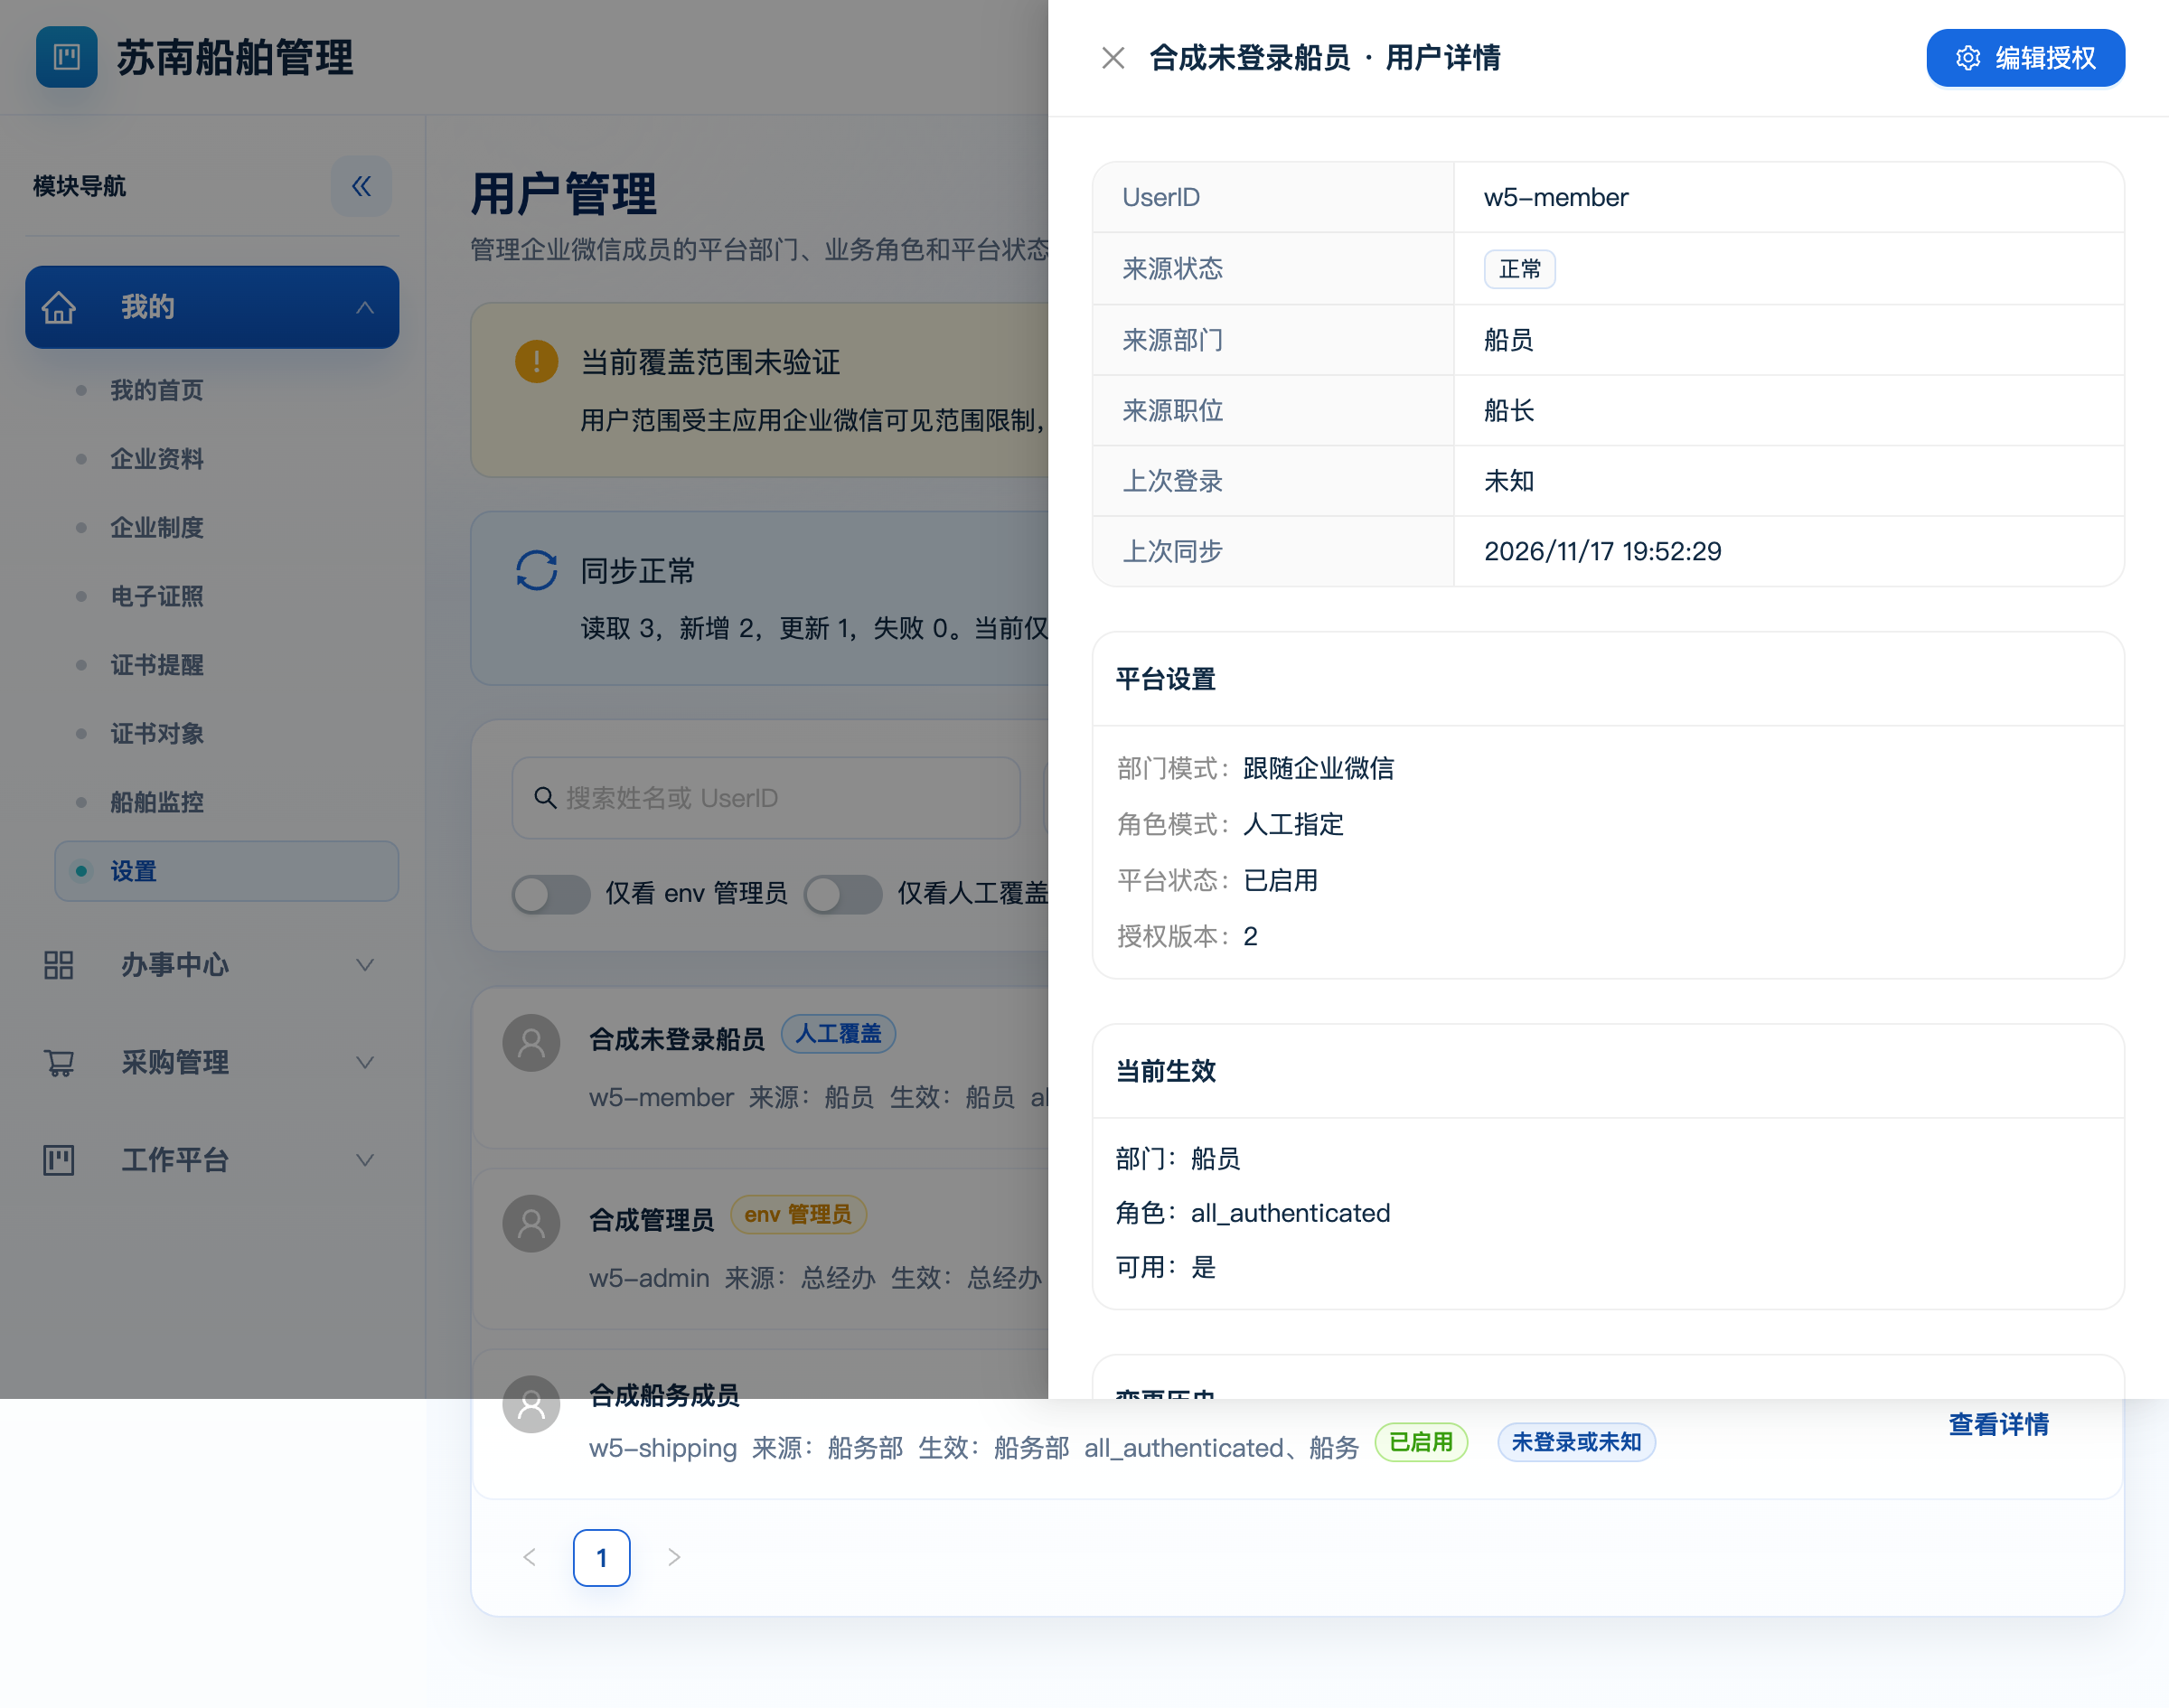 苏南船舶管理
模块导航
我的
我的首页
企业资料
企业制度
电子证照
证书提醒
证书对象
船舶监控
设置
办事中心
采购管理
工作平台
用户管理
管理企业微信成员的平台部门、业务角色和平台状态
当前覆盖范围未验证
用户范围受主应用企业微信可见范围限制，
同步正常
读取 3，新增 2，更新 1，失败 0。当前仅
搜索姓名或 UserID
仅看 env 管理员
仅看人工覆盖
合成未登录船员 人工覆盖
w5-member 来源：船员 生效：船员 al
合成管理员 env 管理员
w5-admin 来源：总经办 生效：总经办
合成船务成员
w5-shipping 来源：船务部 生效：船务部 all_authenticated、船务 已启用 未登录或未知
查看详情
1
合成未登录船员 · 用户详情
编辑授权
UserID w5-member
来源状态 正常
来源部门 船员
来源职位 船长
上次登录 未知
上次同步 2026/11/17 19:52:29
平台设置
部门模式：跟随企业微信
角色模式：人工指定
平台状态：已启用
授权版本：2
当前生效
部门：船员
角色：all_authenticated
可用：是
变更历史